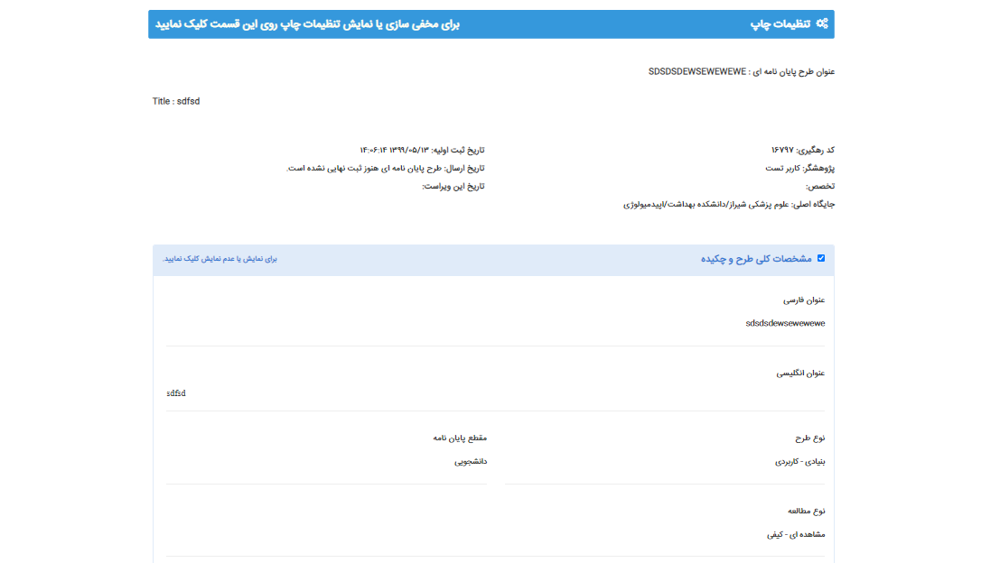 تنظیمات چاپ
برای مخفی سازی یا نمایش تنظیمات چاپ روی این قسمت کلیک نمایید
عنوان طرح پایان نامه ای : SDSDSDEWSEWEWEWE
Title : sdfsd
کد رهگیری: ۱۶۷۹۷
تاریخ ثبت اولیه: ۱۳۹۹/۰۵/۱۳ ۱۴:۰۶:۱۴
پژوهشگر: کاربر تست
تاریخ ارسال: طرح پایان نامه ای هنوز ثبت نهایی نشده است.
تخصص:
تاریخ این ویراست:
جایگاه اصلی: علوم پزشکی شیراز/دانشکده بهداشت/اپیدمیولوژی
مشخصات کلی طرح و چکیده
برای نمایش یا عدم نمایش کلیک نمایید.
عنوان فارسی
sdsdsdewsewewewe
عنوان انگلیسی
sdfsd
نوع طرح
مقطع پایان نامه
بنیادی - کاربردی
دانشجویی
نوع مطالعه
مشاهده ای - کیفی